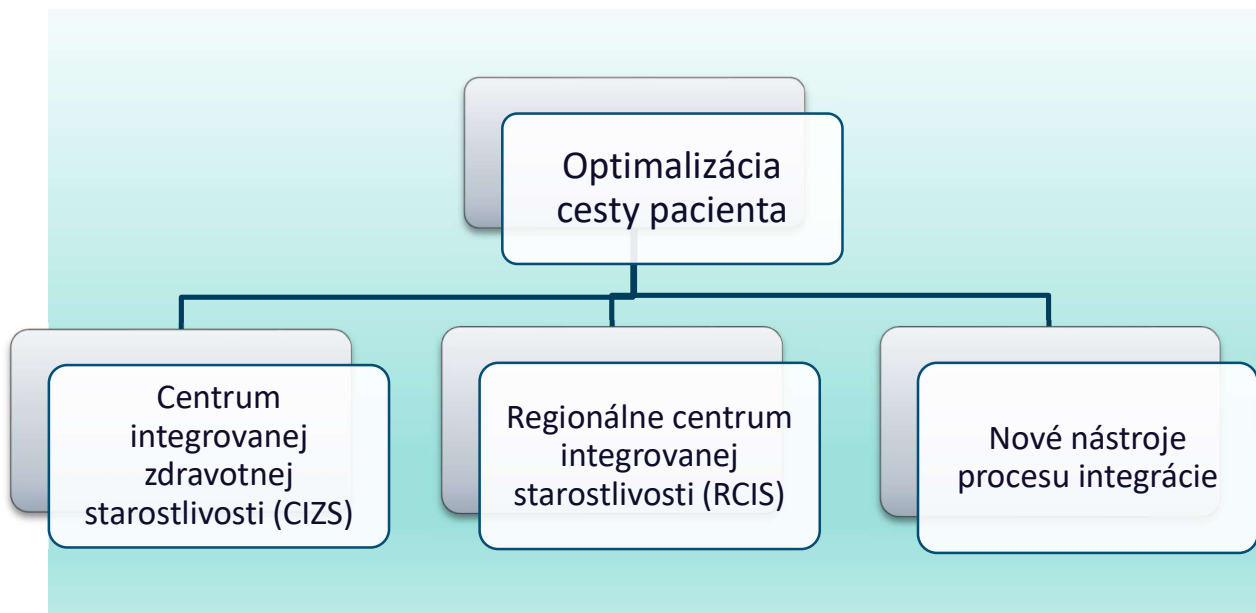 Optimalizácia
cesty pacienta
Centrum
integrovanej
zdravotnej
starostlivosti (CIZS)
Regionálne centrum
integrovanej
starostlivosti (RCIS)
Nové nástroje
procesu integrácie